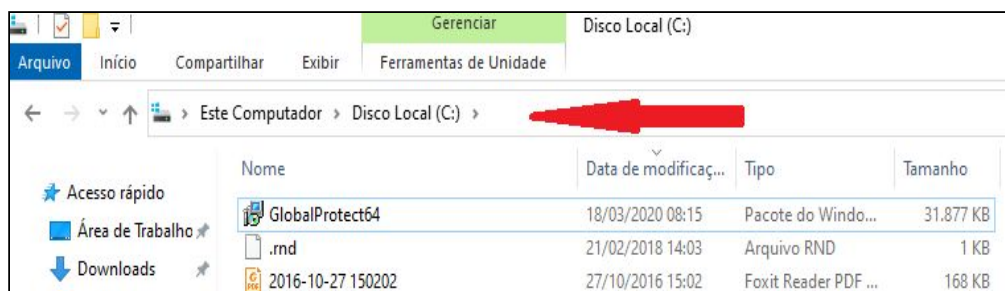 Gerenciar Disco Local (C:)
Arquivo Início Compartilhar Exibir Ferramentas de Unidade
Este Computador > Disco Local (C:) >
Nome Data de modificaç... Tipo Tamanho
Acesso rápido
GlobalProtect64 18/03/2020 08:15 Pacote do Windo... 31.877 KB
Área de Trabalho
.rnd 21/02/2018 14:03 Arquivo RND 1 KB
Downloads
2016-10-27 150202 27/10/2016 15:02 Foxit Reader PDF ... 168 KB